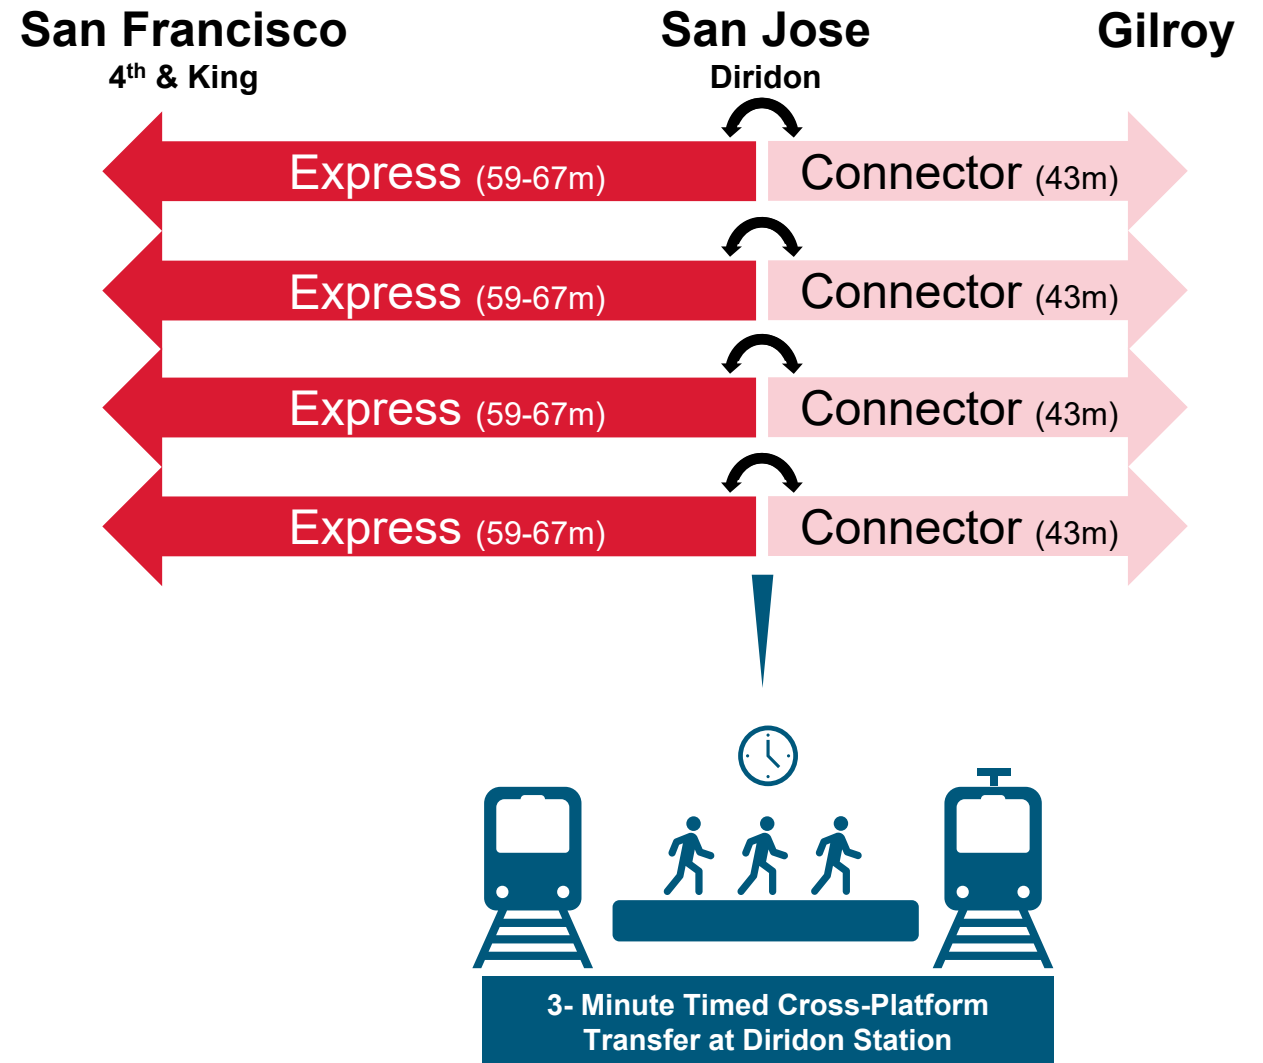 San Francisco
4th & King
San Jose
Diridon
Gilroy
Express (59-67m)
Connector (43m)
Express (59-67m)
Connector (43m)
Express (59-67m)
Connector (43m)
Express (59-67m)
Connector (43m)
3- Minute Timed Cross-Platform
Transfer at Diridon Station